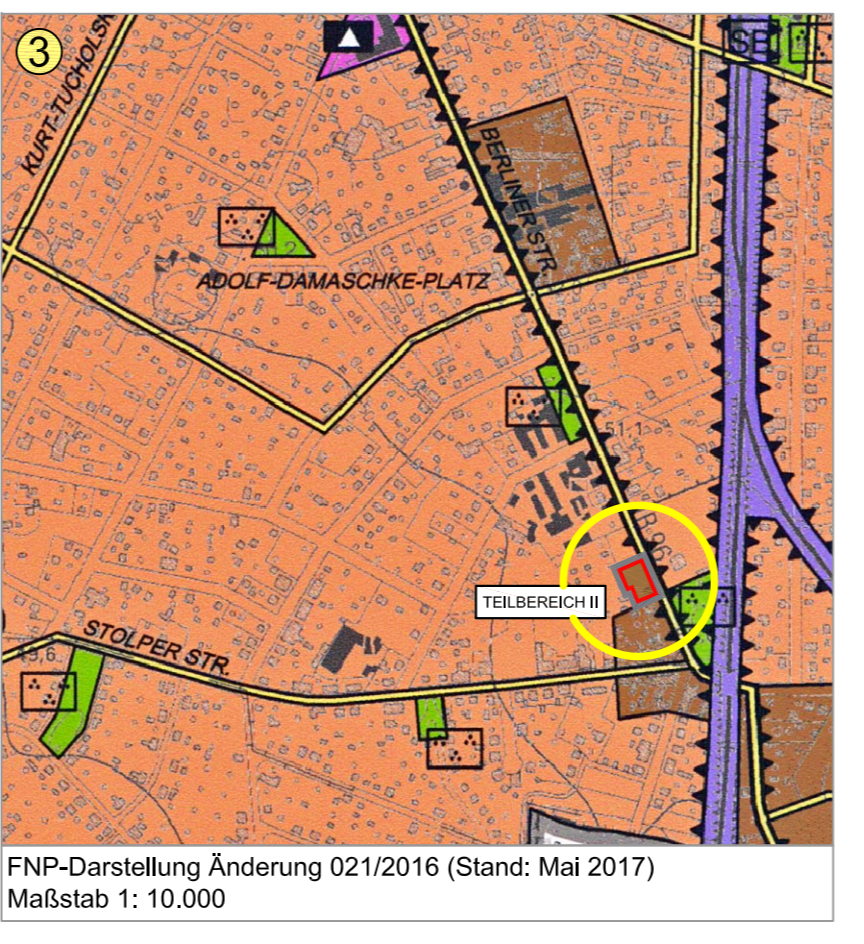 3
KURT-TUCHOLSK
SB
BERLINER STR.
ADOLF-DAMASCHKE-PLATZ
51,1
B 96
TEILBEREICH II
STOLPER STR.
FNP-Darstellung Änderung 021/2016 (Stand: Mai 2017)
Maßstab 1: 10.000